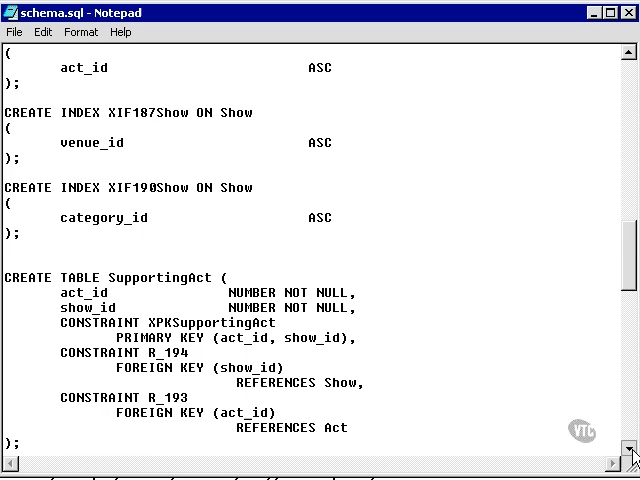 schema.sql - Notepad
File Edit Format Help
(
act_id ASC
);
CREATE INDEX XIF187Show ON Show
(
venue_id ASC
);
CREATE INDEX XIF190Show ON Show
(
category_id ASC
);
CREATE TABLE SupportingAct (
act_id NUMBER NOT NULL,
show_id NUMBER NOT NULL,
CONSTRAINT XPKSupportingAct
PRIMARY KEY (act_id, show_id),
CONSTRAINT R_194
FOREIGN KEY (show_id)
REFERENCES Show,
CONSTRAINT R_193
FOREIGN KEY (act_id)
REFERENCES Act
);
VTC